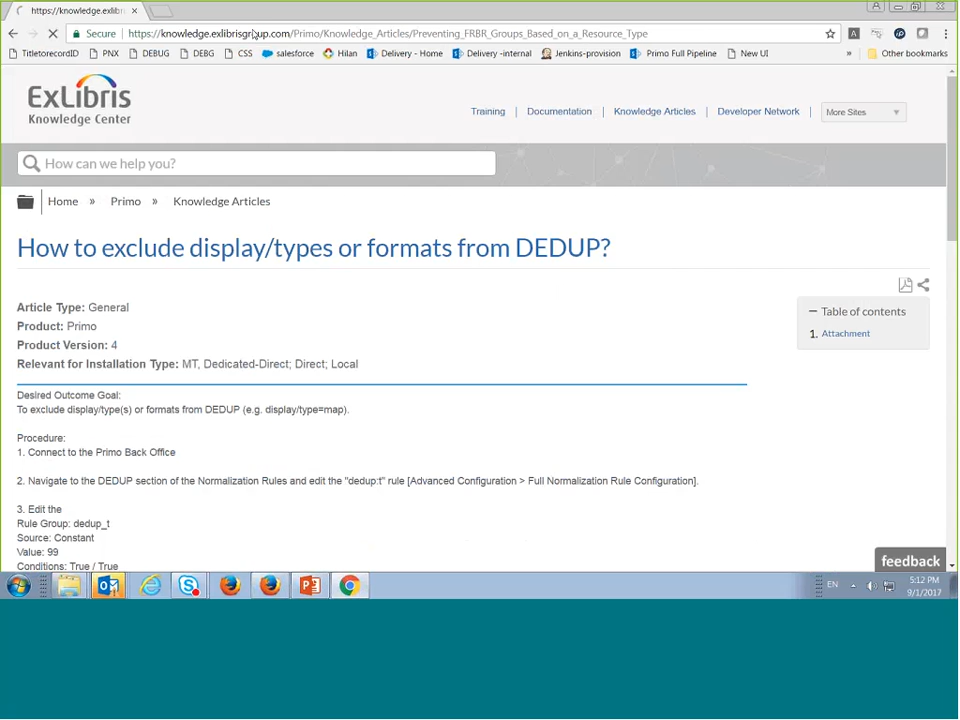 https://knowledge.exlibris
Secure https://knowledge.exlibrisgroup.com/Primo/Knowledge_Articles/Preventing_FRBR_Groups_Based_on_a_Resource_Type
TitletorecordID PNX DEBUG DEBG CSS salesforce Hilan Delivery - Home Delivery -internal Jenkins-provision Primo Full Pipeline New UI » Other bookmarks
ExLibris
Knowledge Center
Training | Documentation | Knowledge Articles | Developer Network | More Sites
How can we help you?
Home » Primo » Knowledge Articles
How to exclude display/types or formats from DEDUP?
Article Type: General
Product: Primo
Product Version: 4
Relevant for Installation Type: MT, Dedicated-Direct; Direct; Local
Table of contents
1. Attachment
Desired Outcome Goal:
To exclude display/type(s) or formats from DEDUP (e.g. display/type=map).
Procedure:
1. Connect to the Primo Back Office
2. Navigate to the DEDUP section of the Normalization Rules and edit the "dedup:t" rule [Advanced Configuration > Full Normalization Rule Configuration].
3. Edit the
Rule Group: dedup_t
Source: Constant
Value: 99
Conditions: True / True
feedback
EN
5:12 PM
9/1/2017